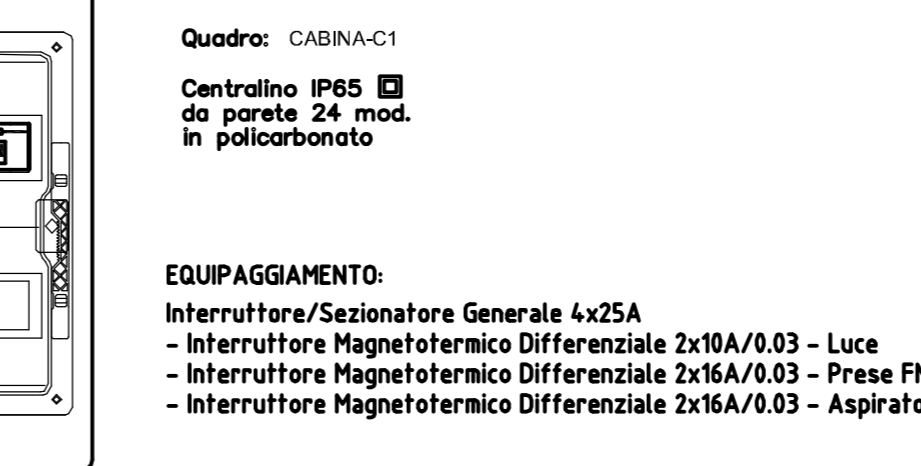 Quadro: CABINA-C1
Centralino IP65
da parete 24 mod.
in policarbonato
EQUIPAGGIAMENTO:
Interruttore/Sezionatore Generale 4x25A
- Interruttore Magnetotermico Differenziale 2x10A/0.03 - Luce
- Interruttore Magnetotermico Differenziale 2x16A/0.03 - Prese
- Interruttore Magnetotermico Differenziale 2x16A/0.03 -